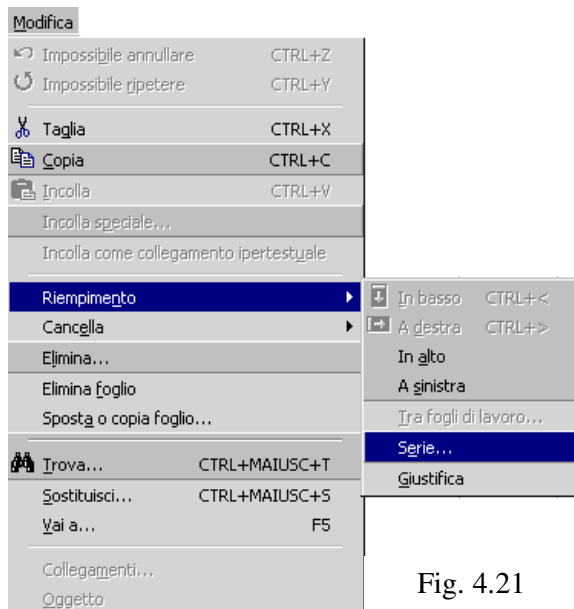 Modifica
Impossibile annullare CTRL+Z
Impossibile ripetere CTRL+Y
Taglia CTRL+X
Copia CTRL+C
Incolla CTRL+V
Incolla speciale...
Incolla come collegamento ipertestuale
Riempimento
Cancella
Elimina...
Elimina foglio
Sposta o copia foglio...
Trova... CTRL+MAIUSC+T
Sostituisci... CTRL+MAIUSC+S
Vai a... F5
Collegamenti...
Oggetto
In basso CTRL+<
A destra CTRL+>
In alto
A sinistra
Tra fogli di lavoro...
Serie...
Giustifica
Fig. 4.21